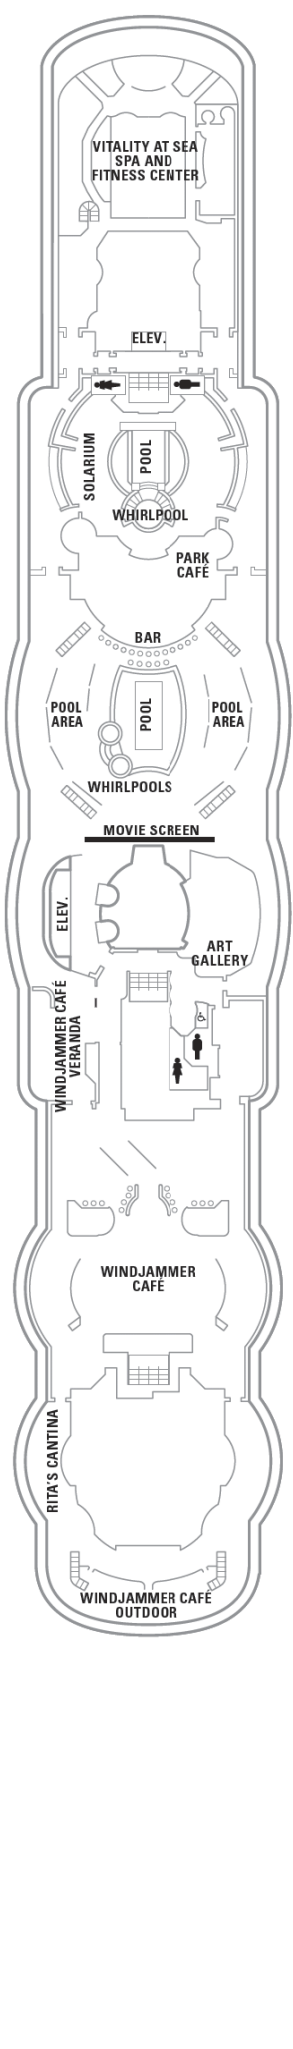 VITALITY AT SEA
SPA AND
FITNESS CENTER
ELEV.
SOLARIUM
POOL
WHIRLPOOL
PARK
CAFÉ
BAR
POOL
AREA
POOL
POOL
AREA
WHIRLPOOLS
MOVIE SCREEN
ELEV.
ART
GALLERY
WINDJAMMER CAFÉ
VERANDA
WINDJAMMER
CAFÉ
RITA'S CANTINA
WINDJAMMER CAFÉ
OUTDOOR